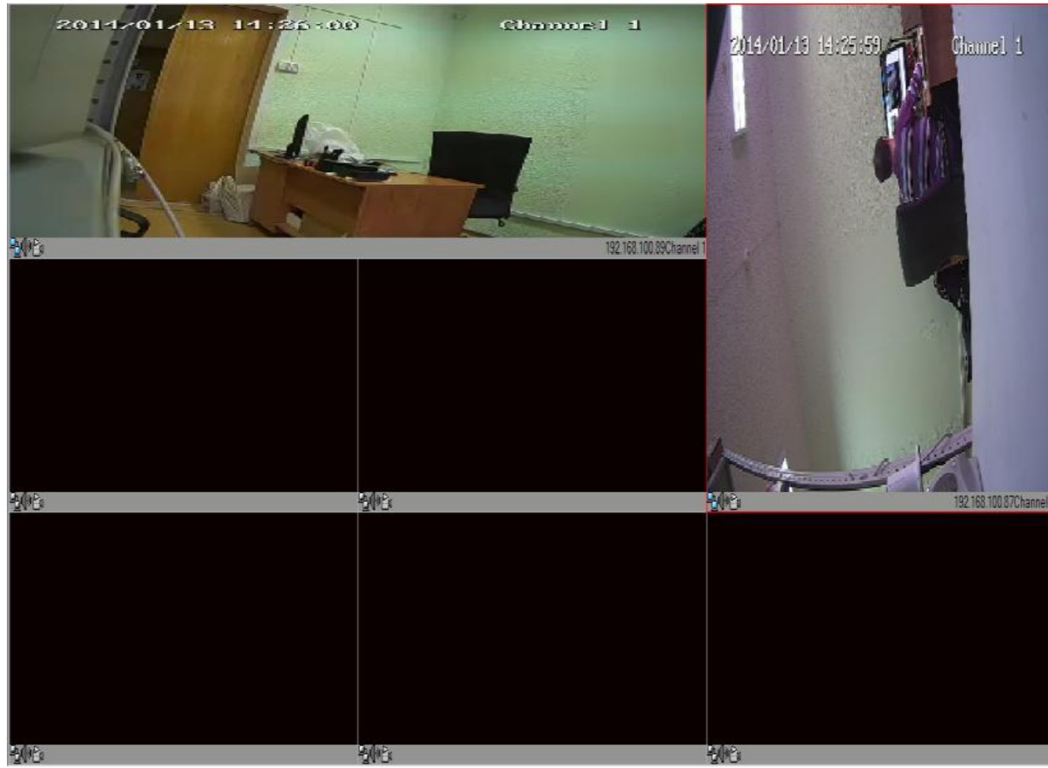 2014/01/13 14:26:00 Channel 1
2014/01/13 14:25:59 Channel 1
192.168.100.89Channel 1
192.168.100.87Channel